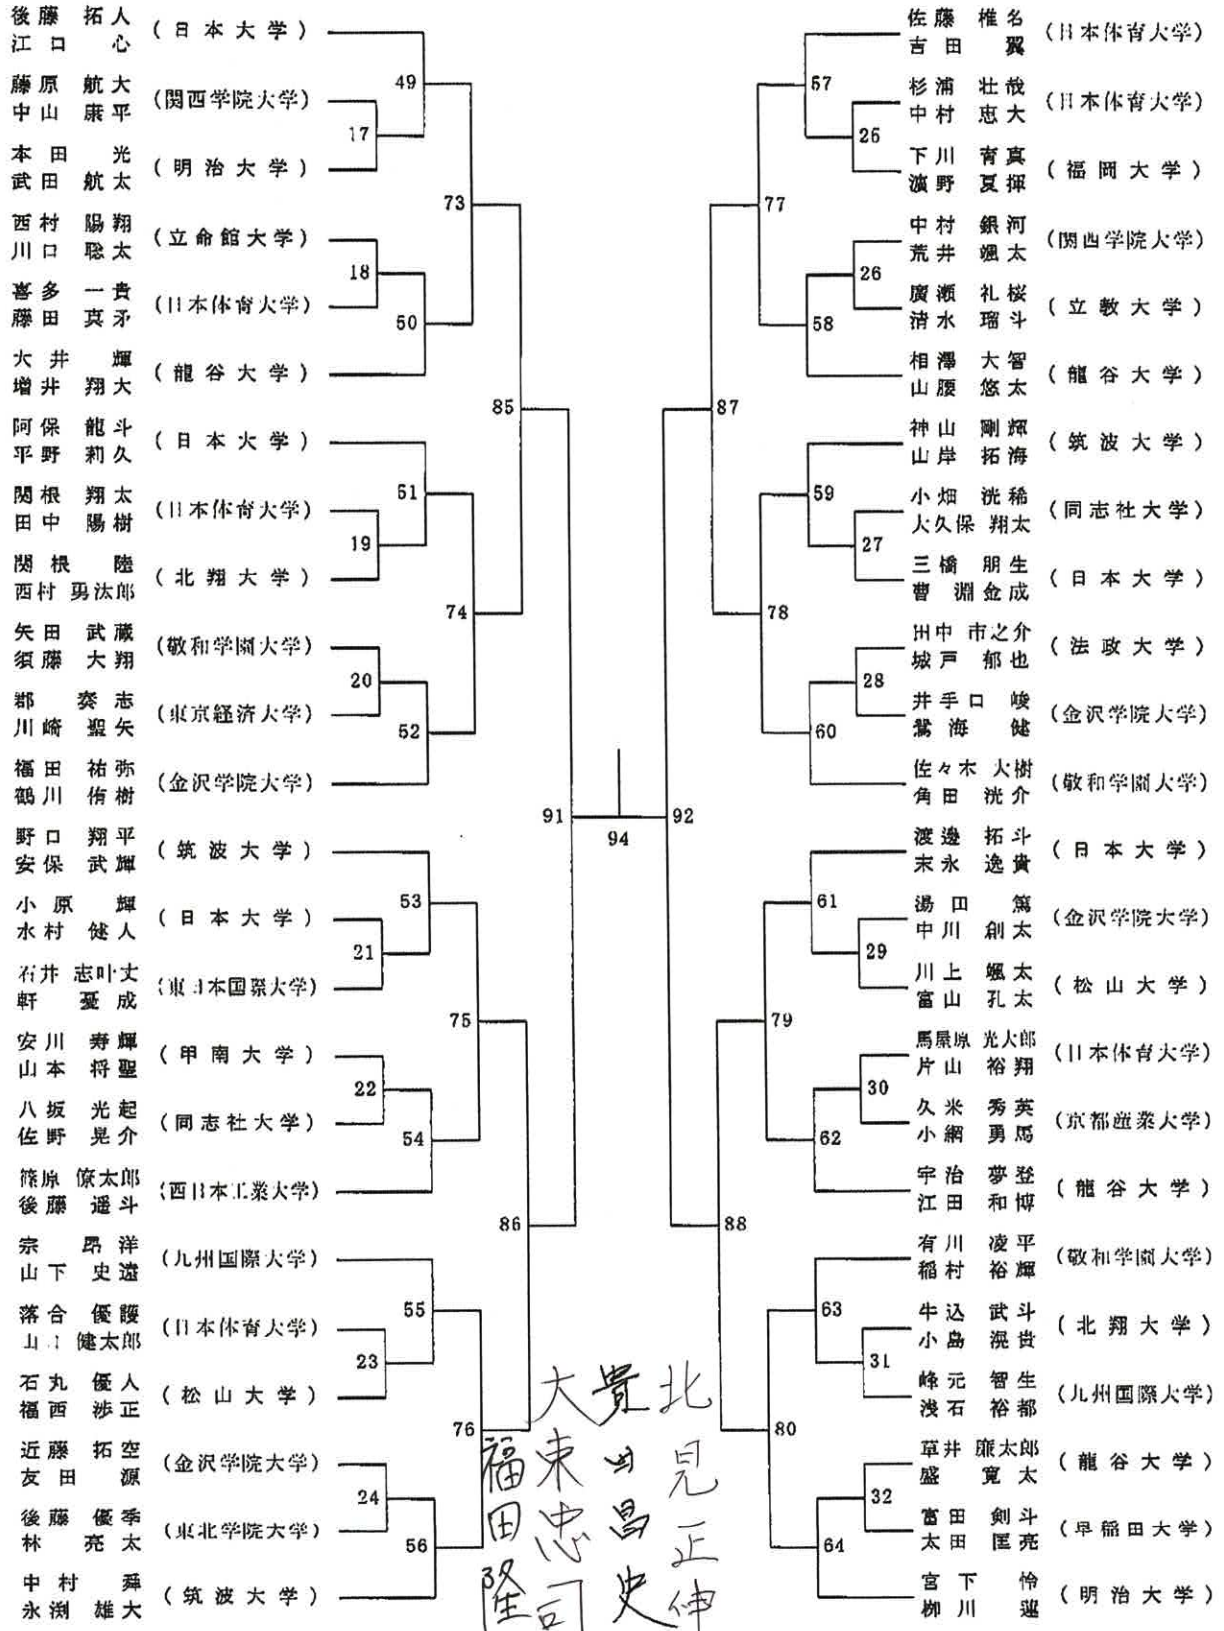 後藤 拓人
江口 心
(日本大学)
藤原 航大
中山 康平
(関西学院大学)
本田 光
武田 航太
(明治大学)
西村 陽翔
川口 聡太
(立命館大学)
喜多 一貴
藤田 真矛
(日本体育大学)
大井 輝
増井 翔大
(龍谷大学)
阿保 龍斗
平野 莉久
(日本大学)
関根 翔太
田中 陽樹
(日本体育大学)
関根 陸
西村 勇汰郎
(北翔大学)
矢田 武蔵
須藤 大翔
(敬和学園大学)
郡 奏志
川崎 聖矢
(東京経済大学)
福田 祐弥
鶴川 侑樹
(金沢学院大学)
野口 翔平
安保 武輝
(筑波大学)
小原 輝
水村 健人
(日本大学)
石井 志叶丈
軒 憂成
(東日本国際大学)
安川 寿輝
山本 将聖
(甲南大学)
八坂 光起
佐野 晃介
(同志社大学)
篠原 僚太郎
後藤 遥斗
(西日本工業大学)
宗 昂洋
山下 史遠
(九州国際大学)
落合 優護
健太郎
(日本体育大学)
石丸 優人
福西 渉正
(松山大学)
近藤 拓空
友田 源
(金沢学院大学)
後藤 優季
林 亮太
(東北学院大学)
中村 舜
永渕 雄大
(筑波大学)
17
18
19
20
21
22
23
24
49
50
51
52
53
54
55
56
73
74
75
76
85
86
91
94
92
87
88
77
78
79
80
57
58
59
60
61
62
63
64
26
26
27
28
29
30
31
32
佐藤 椎名
吉田 翼
(日本体育大学)
杉浦 壮哉
中村 恵大
(日本体育大学)
下川 育真
濵野 夏揮
(福岡大学)
中村 銀河
荒井 颯太
(関西学院大学)
廣瀬 礼桜
清水 瑠斗
(立教大学)
相澤 大智
山腰 悠太
(龍谷大学)
神山 剛輝
山岸 拓海
(筑波大学)
小畑 洸稀
大久保 翔太
(同志社大学)
三橋 朋生
曹 淵金成
(日本大学)
田中 市之介
城戸 郁也
(法政大学)
井手口 峻
鷲海 健
(金沢学院大学)
佐々木 大樹
角田 洸介
(敬和学園大学)
渡邊 拓斗
末永 逸貴
(日本大学)
湯田 篤
中川 創太
(金沢学院大学)
川上 颯太
富山 孔太
(松山大学)
馬屋原 光大郎
片山 裕翔
(日本体育大学)
久米 秀英
小網 勇馬
(京都産業大学)
宇治 夢登
江田 和博
(龍谷大学)
有川 凌平
稲村 裕輝
(敬和学園大学)
牛込 武斗
小島 滉貴
(北翔大学)
峰元 智生
浅石 裕都
(九州国際大学)
草井 廉太郎
盛 寛太
(龍谷大学)
富田 剣斗
太田 匡亮
(早稲田大学)
宮下 怜
柳川 蓮
(明治大学)
北見正伸
貴田昌史
大東忠司
福田隆